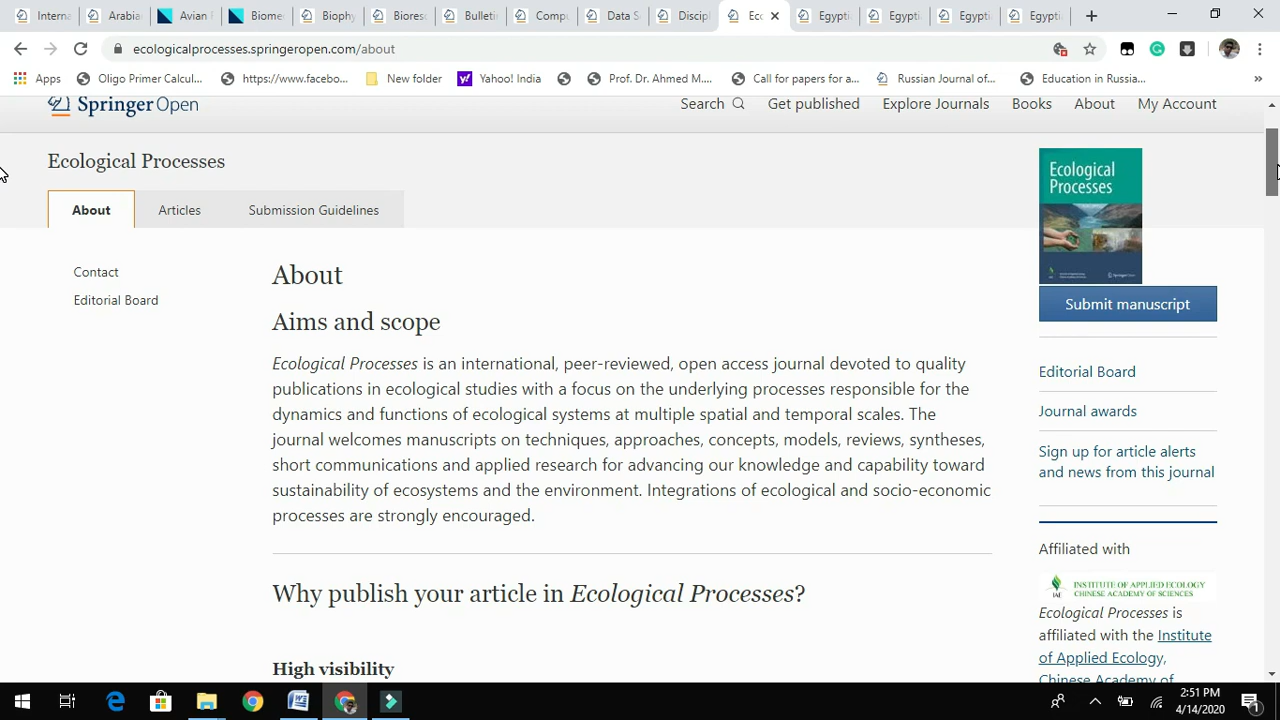 Interna
Arabia
Avian F
Biome
Biophy
Biores
Bulleti
Compu
Data S
Discipl
Ecc
Egypti
Egypti
Egypti
Egypti
ecologicalprocesses.springeropen.com/about
Apps
Oligo Primer Calcul...
https://www.facebo...
New folder
Yahoo! India
Prof. Dr. Ahmed M....
Call for papers for a...
Russian Journal of...
Education in Russia...
Springer Open
Search
Get published
Explore Journals
Books
About
My Account
Ecological Processes
About
Articles
Submission Guidelines
Contact
Editorial Board
About
Aims and scope
Ecological Processes is an international, peer-reviewed, open access journal devoted to quality
publications in ecological studies with a focus on the underlying processes responsible for the
dynamics and functions of ecological systems at multiple spatial and temporal scales. The
journal welcomes manuscripts on techniques, approaches, concepts, models, reviews, syntheses,
short communications and applied research for advancing our knowledge and capability toward
sustainability of ecosystems and the environment. Integrations of ecological and socio-economic
processes are strongly encouraged.
Why publish your article in Ecological Processes?
High visibility
Ecological
Processes
Submit manuscript
Editorial Board
Journal awards
Sign up for article alerts
and news from this journal
Affiliated with
IAE
INSTITUTE OF APPLIED ECOLOGY
CHINESE ACADEMY OF SCIENCES
Ecological Processes is
affiliated with the Institute
of Applied Ecology,
Chinese Academy of
2:51 PM
4/14/2020